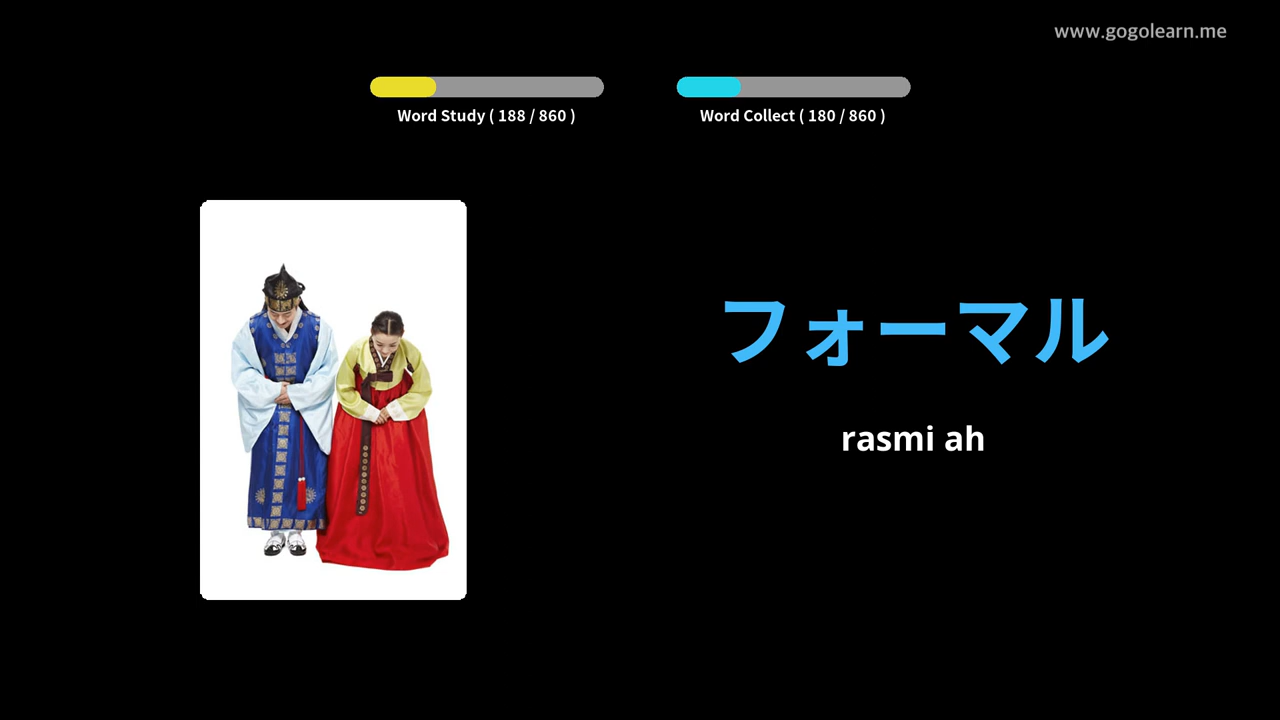 www.gogolearn.me
Word Study ( 188 / 860 )
Word Collect ( 180 / 860 )
フォーマル
rasmi ah